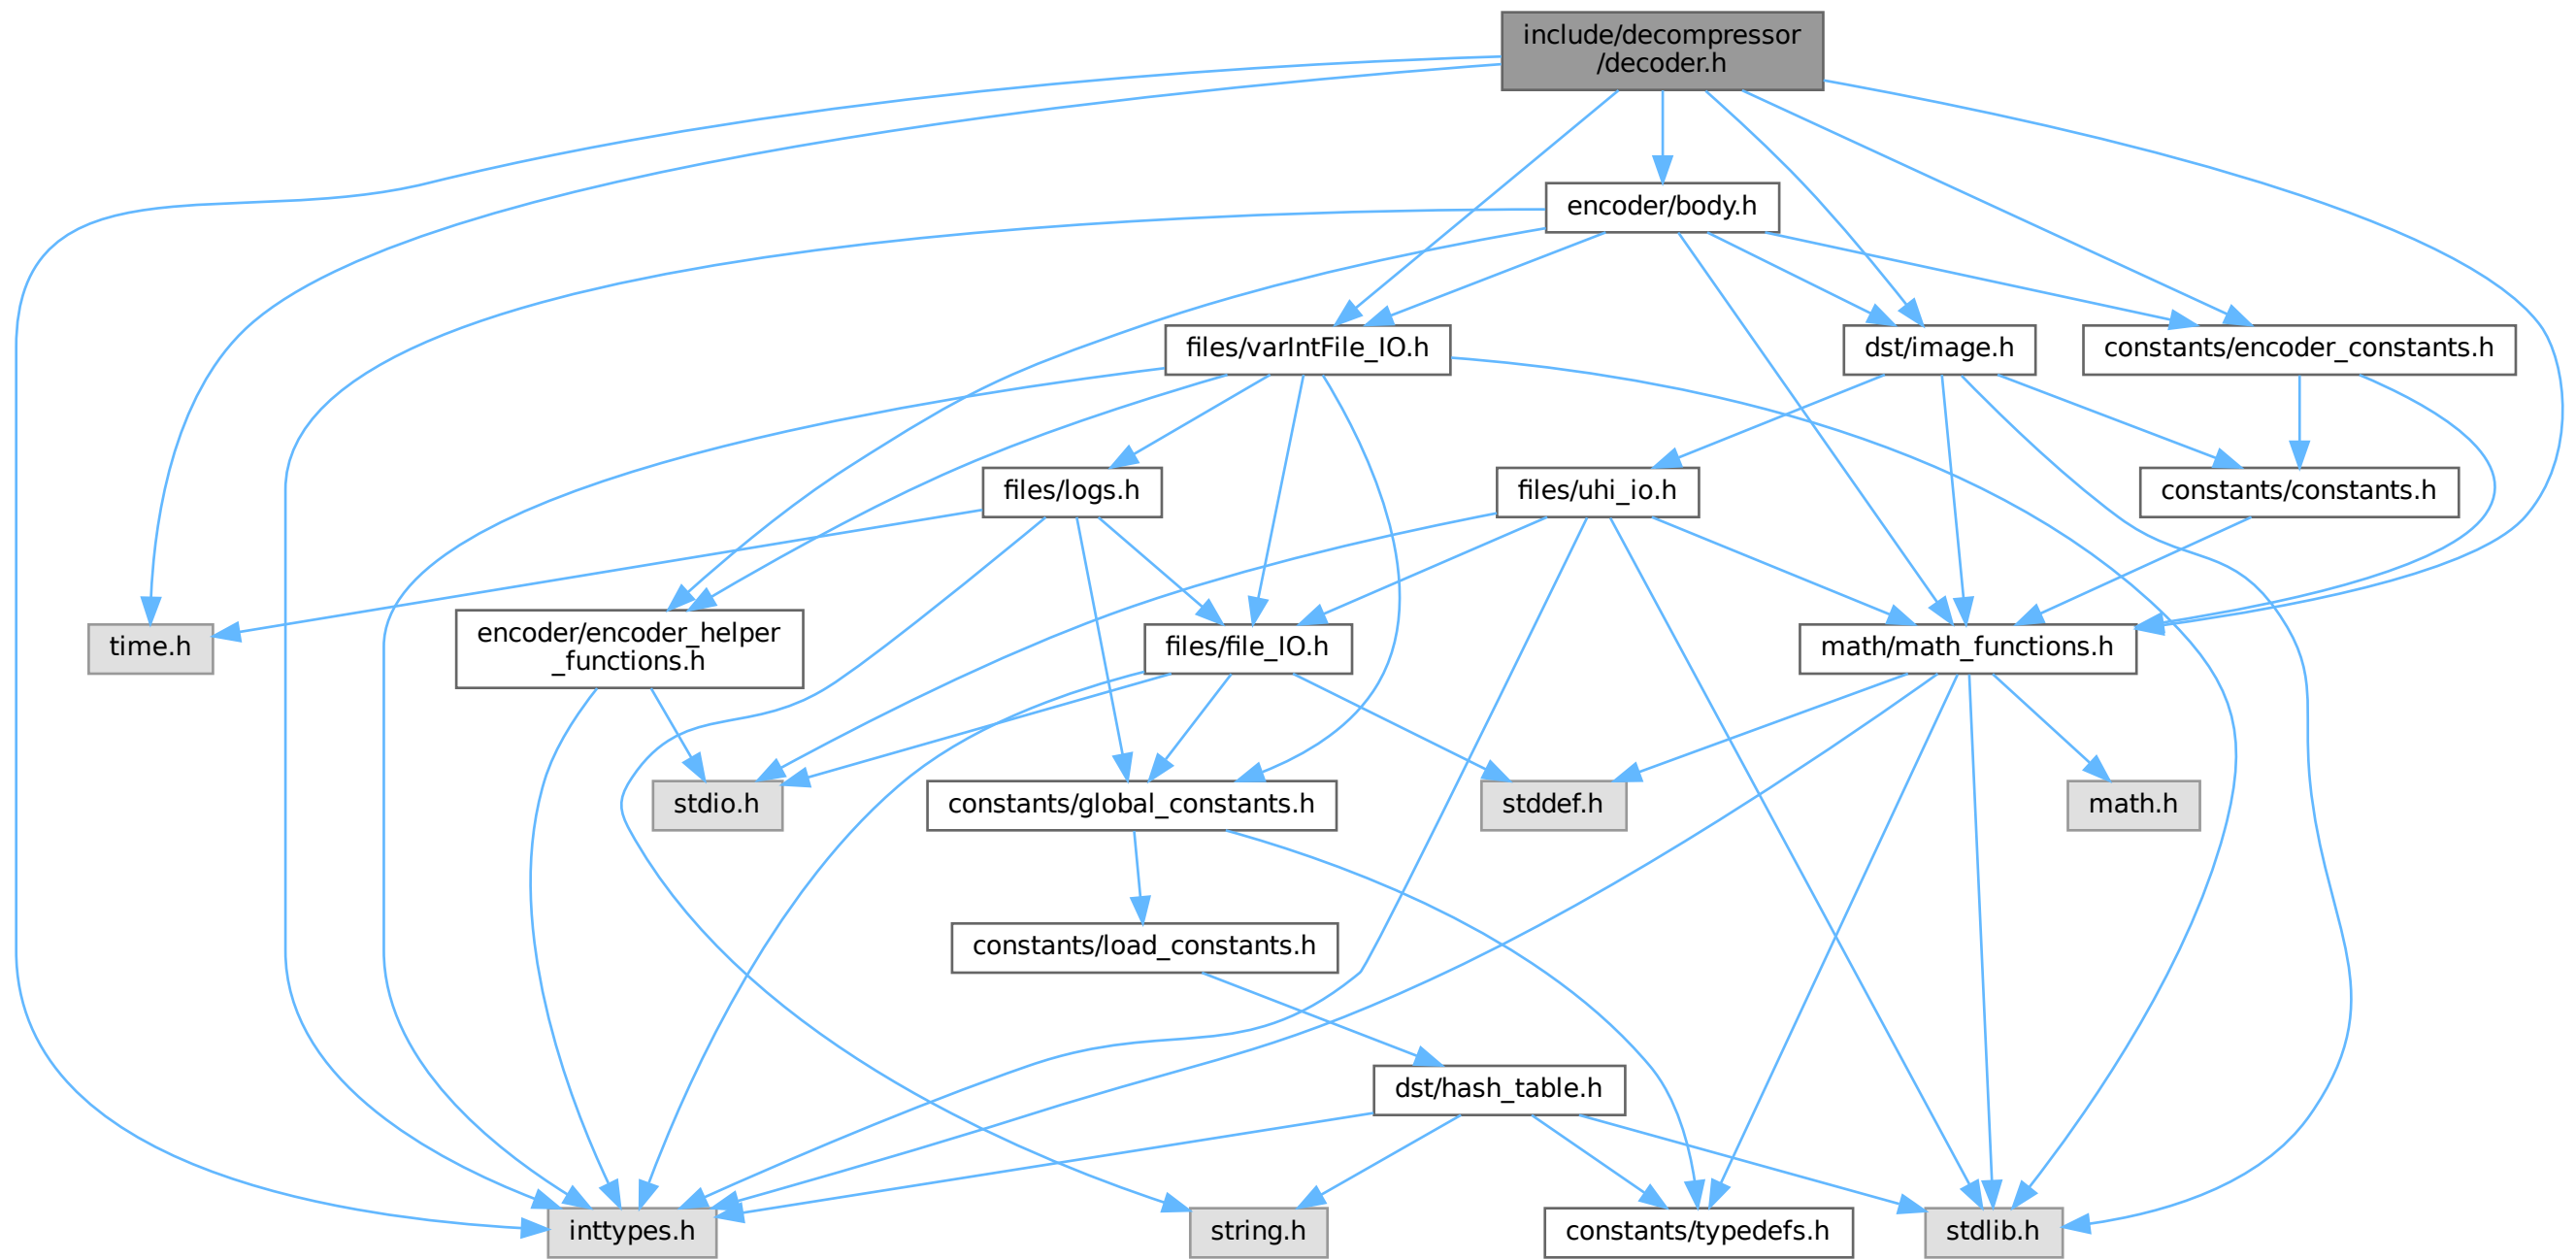 include/decompressor
/decoder.h
encoder/body.h
files/varIntFile_IO.h
dst/image.h
constants/encoder_constants.h
files/logs.h
files/uhi_io.h
constants/constants.h
time.h
encoder/encoder_helper
_functions.h
files/file_IO.h
math/math_functions.h
stdio.h
constants/global_constants.h
stddef.h
math.h
constants/load_constants.h
dst/hash_table.h
inttypes.h
string.h
constants/typedefs.h
stdlib.h